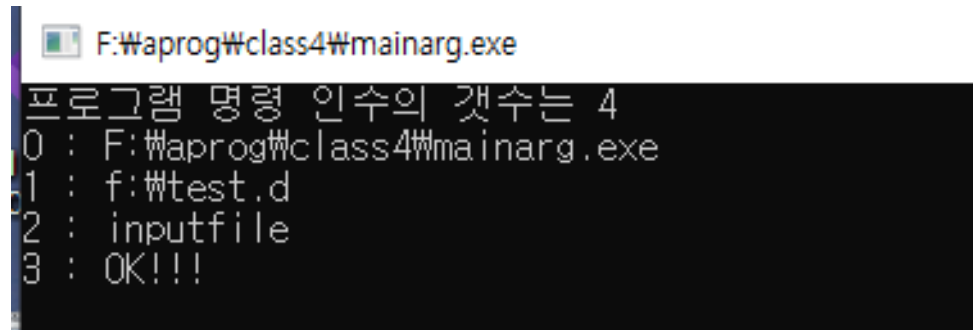 F:₩aprog₩class4₩mainarg.exe
프로그램 명령 인수의 갯수는 4
0 : F:₩aprog₩class4₩mainarg.exe
1 : f:₩test.d
2 : inputfile
3 : OK!!!